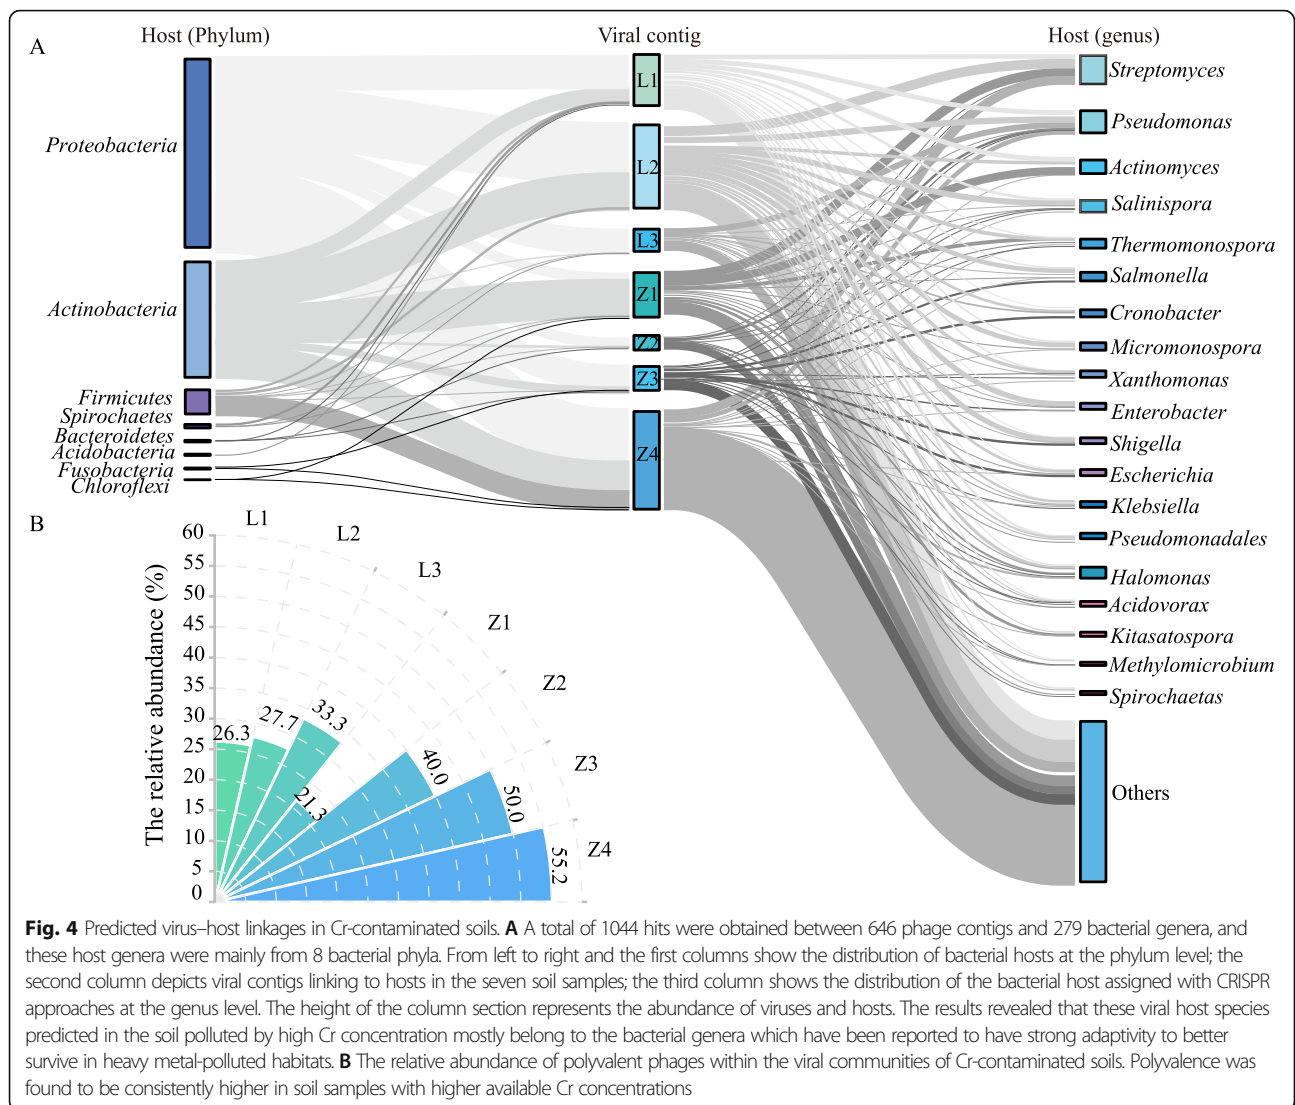 A
Host (Phylum)
Viral contig
Host (genus)
Proteobacteria
Actinobacteria
Firmicutes
Spirochaetes
Bacteroidetes
Acidobacteria
Fusobacteria
Chloroflexi
L1
L2
L3
Z1
Z2
Z3
Z4
Streptomyces
Pseudomonas
Actinomyces
Salinispora
Thermomonospora
Salmonella
Cronobacter
Micromonospora
Xanthomonas
Enterobacter
Shigella
Escherichia
Klebsiella
Pseudomonadales
Halomonas
Acidovorax
Kitasatospora
Methylomicrobium
Spirochaetas
Others
B
The relative abundance (%)
60
55
50
45
40
35
30
25
20
15
10
5
0
L1
L2
L3
Z1
Z2
Z3
Z4
26.3
27.7
33.3
21.3
40.0
50.0
55.2
Fig. 4 Predicted virus–host linkages in Cr-contaminated soils. A A total of 1044 hits were obtained between 646 phage contigs and 279 bacterial genera, and
these host genera were mainly from 8 bacterial phyla. From left to right and the first columns show the distribution of bacterial hosts at the phylum level; the
second column depicts viral contigs linking to hosts in the seven soil samples; the third column shows the distribution of the bacterial host assigned with CRISPR
approaches at the genus level. The height of the column section represents the abundance of viruses and hosts. The results revealed that these viral host species
predicted in the soil polluted by high Cr concentration mostly belong to the bacterial genera which have been reported to have strong adaptivity to better
survive in heavy metal-polluted habitats. B The relative abundance of polyvalent phages within the viral communities of Cr-contaminated soils. Polyvalence was
found to be consistently higher in soil samples with higher available Cr concentrations